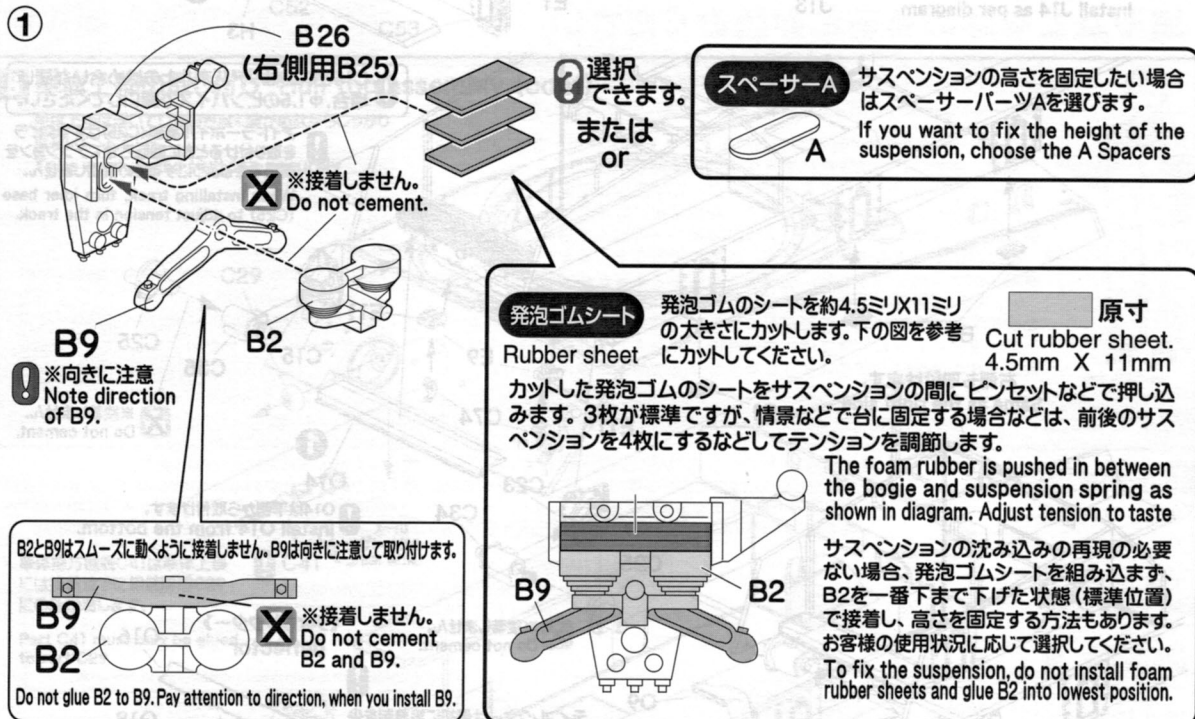 ①
B26
(右側用B25)
※接着しません。
Do not cement.
B9
※向きに注意
Note direction
of B9.
B2
B2とB9はスムーズに動くように接着しません。B9は向きに注意して取り付けます。
B9
B2
※接着しません。
Do not cement
B2 and B9.
Do not glue B2 to B9. Pay attention to direction, when you install B9.
? 選択
できます。
または
or
スペーサーA
A
サスペンションの高さを固定したい場合
はスペーサーパーツAを選びます。
If you want to fix the height of the
suspension, choose the A Spacers
発泡ゴムシート
Rubber sheet
発泡ゴムのシートを約4.5ミリX11ミリ
の大きさにカットします。下の図を参考
にカットしてください。
原寸
Cut rubber sheet.
4.5mm X 11mm
カットした発泡ゴムのシートをサスペンションの間にピンセットなどで押し込
みます。3枚が標準ですが、情景などで台に固定する場合などは、前後のサス
ペンションを4枚にするなどしてテンションを調節します。
B9
B2
The foam rubber is pushed in between
the bogie and suspension spring as
shown in diagram. Adjust tension to taste
サスペンションの沈み込みの再現の必要
ない場合、発泡ゴムシートを組み込まず、
B2を一番下まで下げた状態(標準位置)
で接着し、高さを固定する方法もあります。
お客様の使用状況に応じて選択してください。
To fix the suspension, do not install foam
rubber sheets and glue B2 into lowest position.